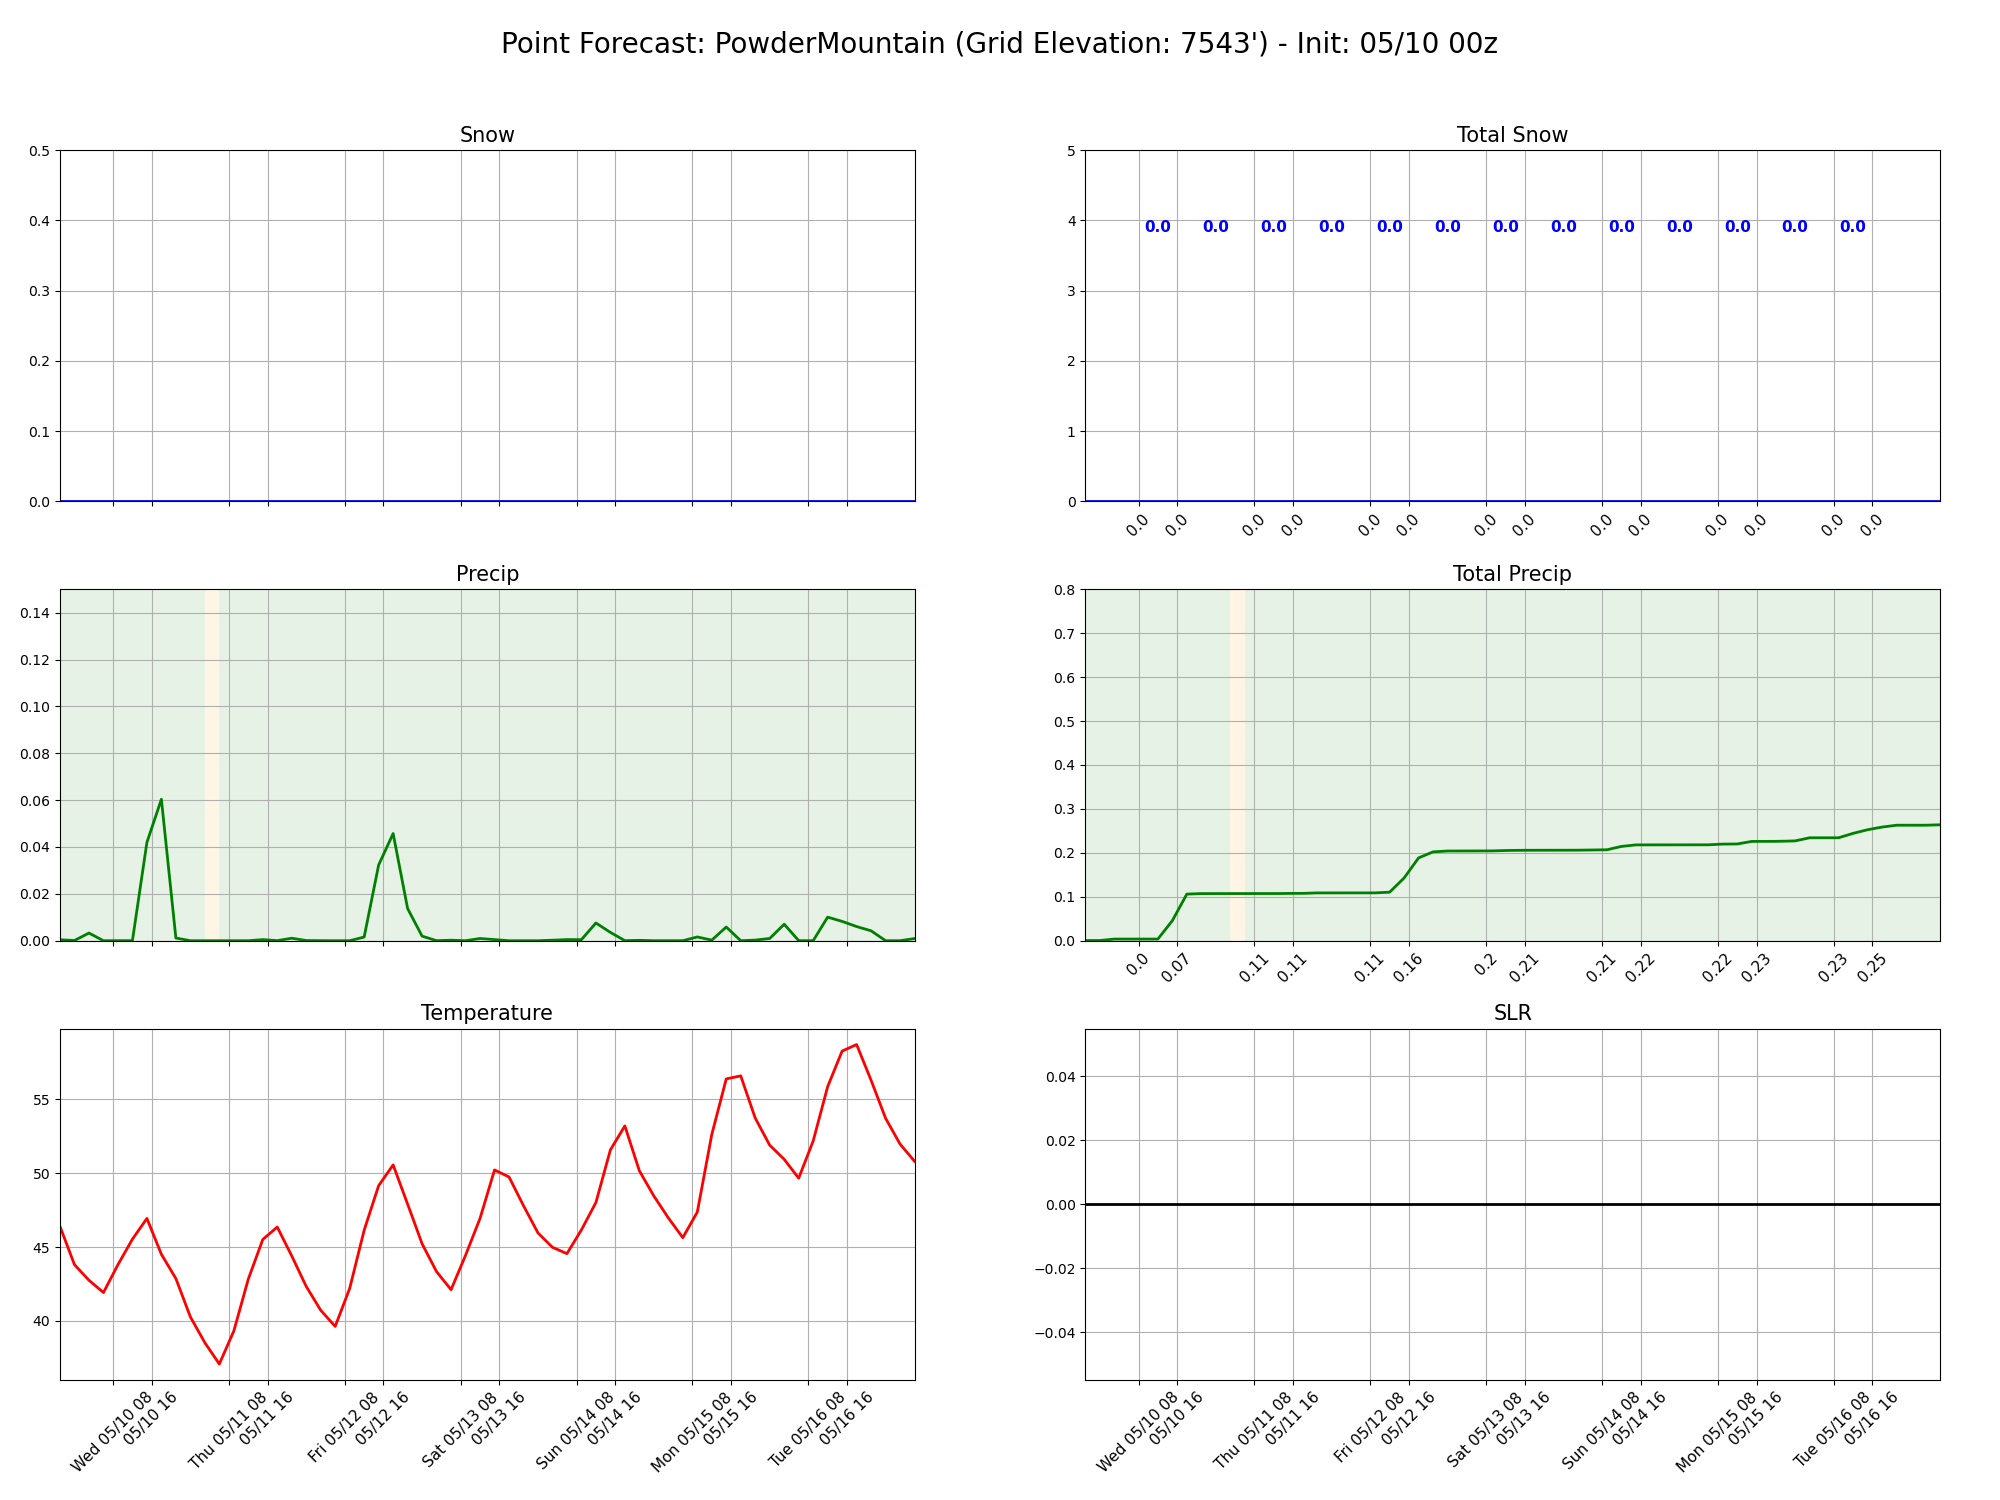 Point Forecast: PowderMountain (Grid Elevation: 7543') - Init: 05/10 00z
Snow
0.5
0.4
0.3
0.2
0.1
0.0
Total Snow
5
4
3
2
1
0
0.0 0.0 0.0 0.0 0.0 0.0 0.0 0.0 0.0 0.0 0.0 0.0 0.0
0.0 0.0 0.0 0.0 0.0 0.0 0.0 0.0 0.0 0.0 0.0 0.0 0.0 0.0
Precip
0.14
0.12
0.10
0.08
0.06
0.04
0.02
0.00
Total Precip
0.8
0.7
0.6
0.5
0.4
0.3
0.2
0.1
0.0
0.0 0.07 0.11 0.11 0.11 0.16 0.2 0.21 0.21 0.22 0.22 0.23 0.23 0.25
Temperature
55
50
45
40
Wed 05/10 08
05/10 16
Thu 05/11 08
05/11 16
Fri 05/12 08
05/12 16
Sat 05/13 08
05/13 16
Sun 05/14 08
05/14 16
Mon 05/15 08
05/15 16
Tue 05/16 08
05/16 16
SLR
0.04
0.02
0.00
−0.02
−0.04
Wed 05/10 08
05/10 16
Thu 05/11 08
05/11 16
Fri 05/12 08
05/12 16
Sat 05/13 08
05/13 16
Sun 05/14 08
05/14 16
Mon 05/15 08
05/15 16
Tue 05/16 08
05/16 16